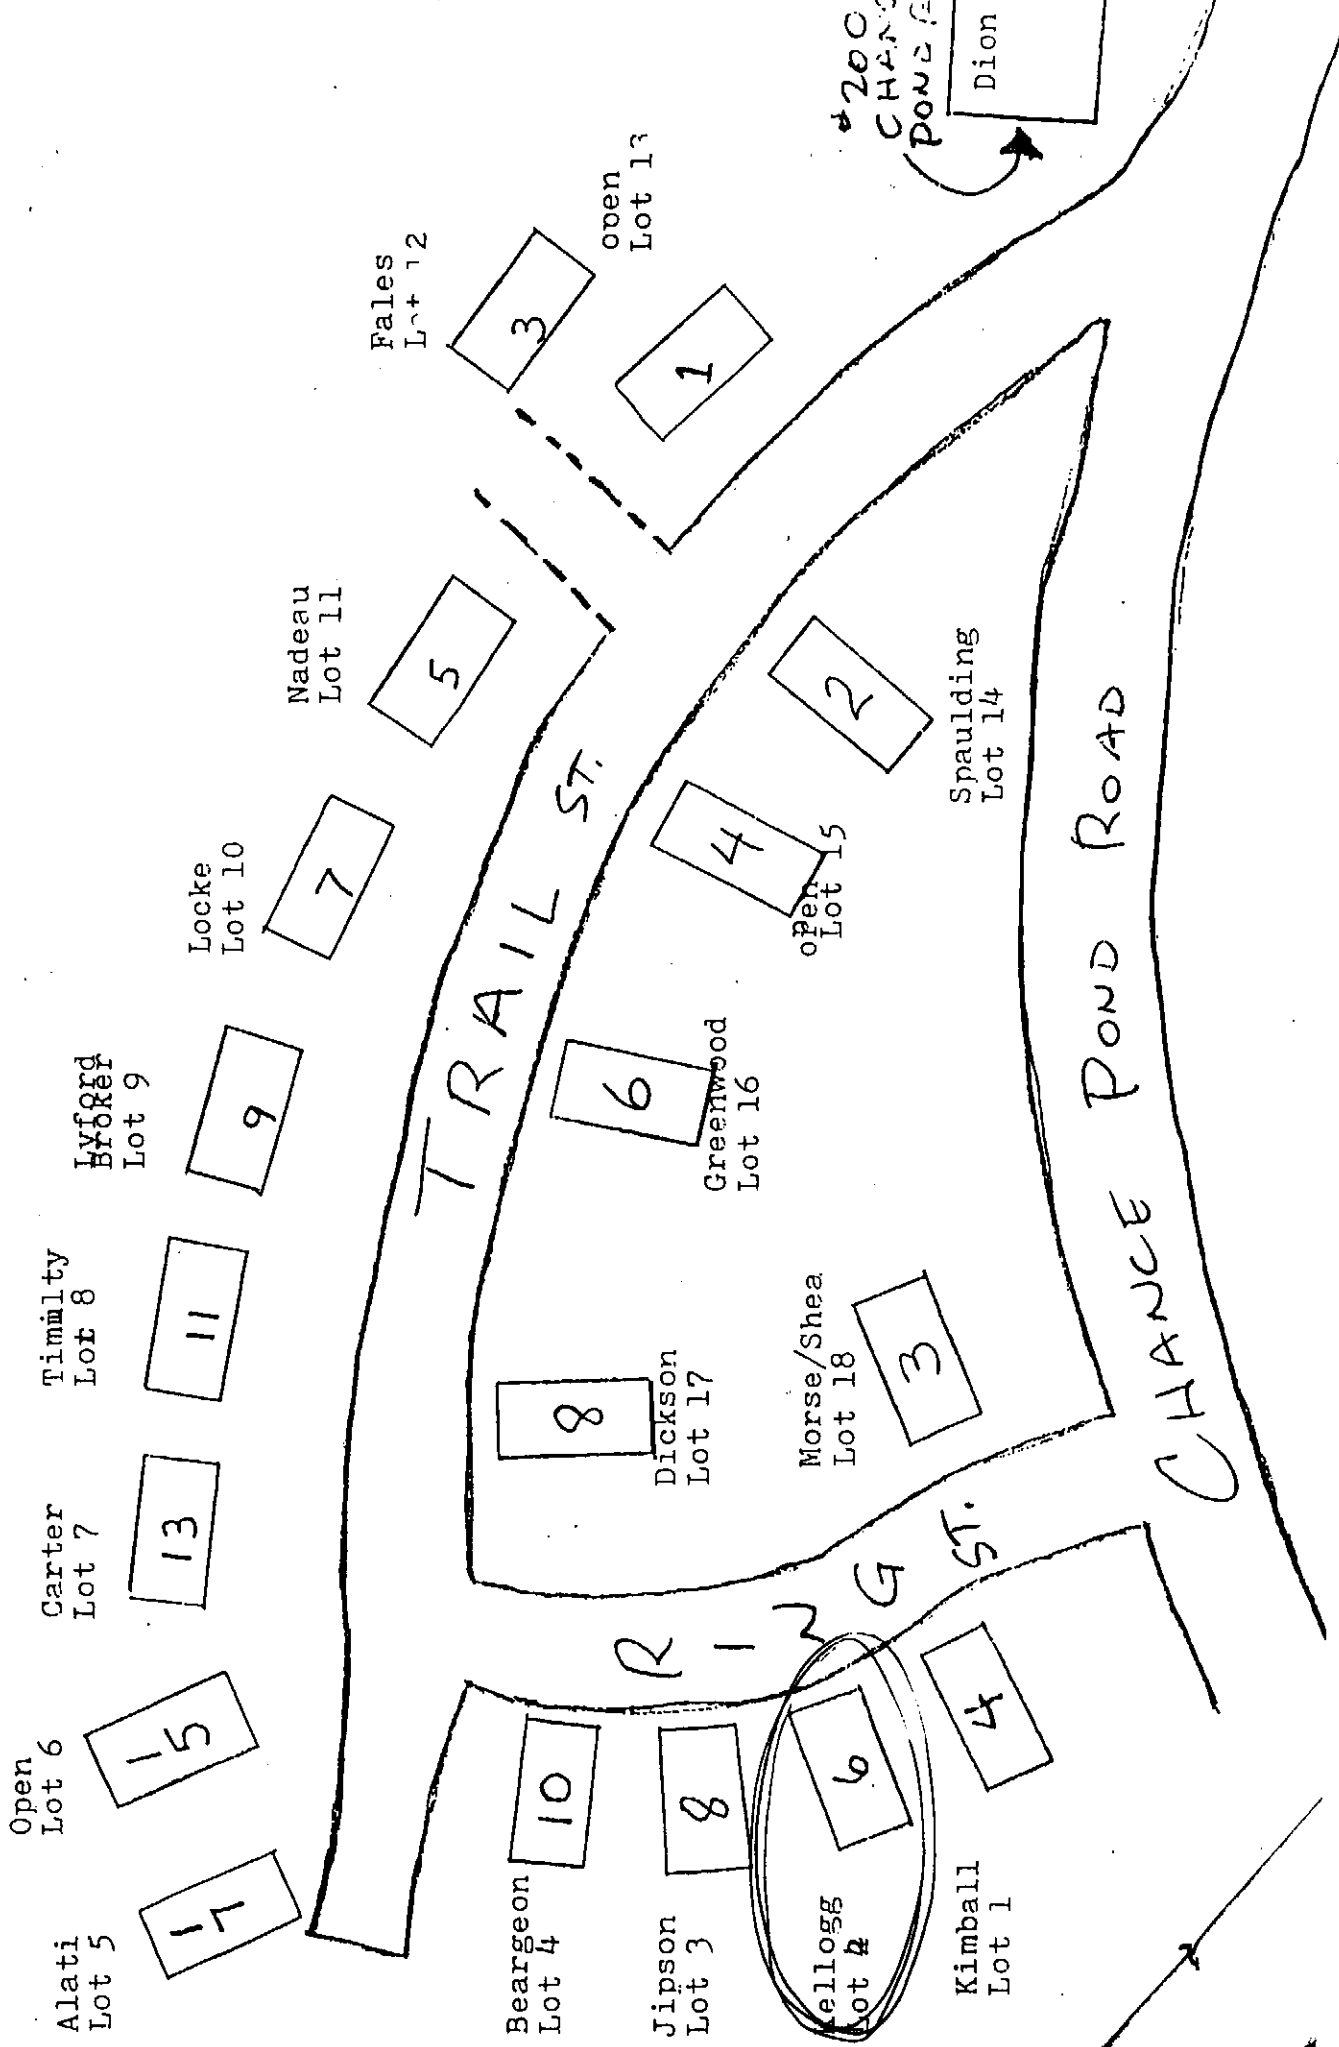 Alati
Lot 5
17
Open
Lot 6
15
Carter
Lot 7
13
Timmlty
Lot 8
11
Lot 9
9
Locke
Lot 10
7
Nadeau
Lot 11
5
Fales
12
3
open
Lot 13
1
TRAIL ST.
Beargeon
Lot 4
10
Jipson
Lot 3
8
Kellogg
Lot
6
Kimball
Lot 1
4
RING ST.
Dickson
Lot 17
8
Morse/Shea
Lot 18
3
Greenwood
Lot 16
6
open
Lot 15
4
Spaulding
Lot 14
2
CHANCE POND ROAD
#200
POND
Dion